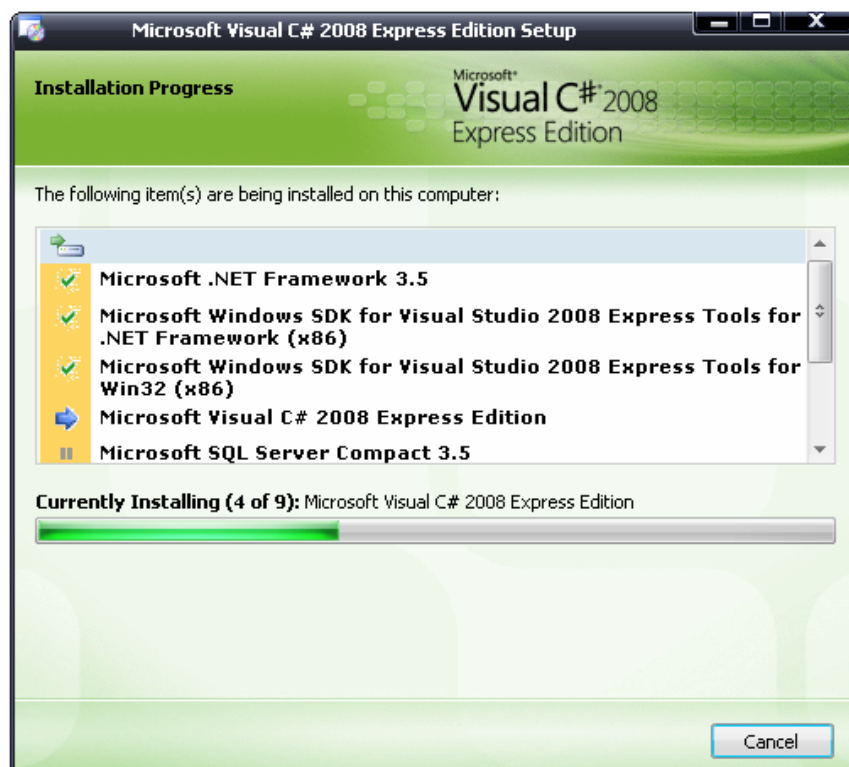 Microsoft Visual C# 2008 Express Edition Setup
Installation Progress
Microsoft®
Visual C# 2008
Express Edition
The following item(s) are being installed on this computer:
Microsoft .NET Framework 3.5
Microsoft Windows SDK for Visual Studio 2008 Express Tools for
.NET Framework (x86)
Microsoft Windows SDK for Visual Studio 2008 Express Tools for
Win32 (x86)
Microsoft Visual C# 2008 Express Edition
Microsoft SQL Server Compact 3.5
Currently Installing (4 of 9): Microsoft Visual C# 2008 Express Edition
Cancel